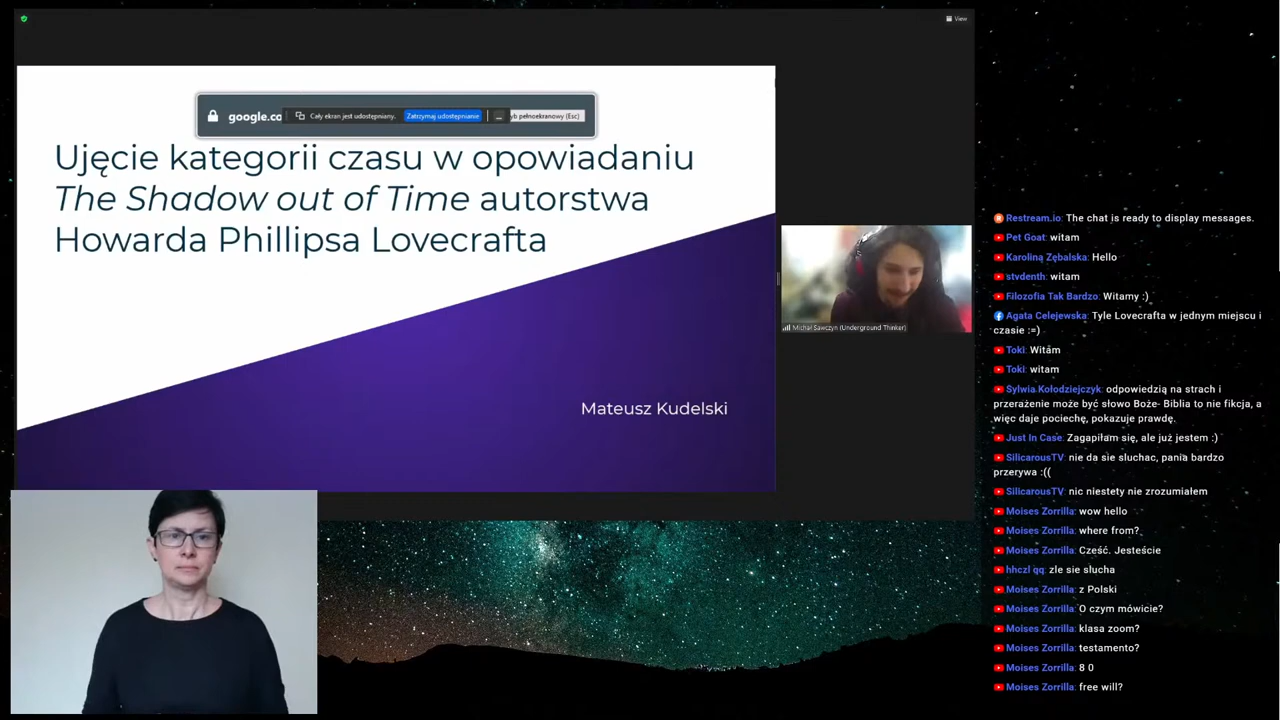 View
google.co
Cały ekran jest udostępniany.
Zatrzymaj udostępnianie
...
yb pełnoekranowy (Esc)
Ujęcie kategorii czasu w opowiadaniu
The Shadow out of Time autorstwa
Howarda Phillipsa Lovecrafta
Mateusz Kudelski
Michał Sawczyn (Underground Thinker)
Restream.io: The chat is ready to display messages.
Pet Goat: witam
Karolina Zębalska: Hello
stvdenth: witam
Filozofia Tak Bardzo: Witamy :)
Agata Celejewska: Tyle Lovecrafta w jednym miejscu i
czasie :=)
Toki: Witam
Toki: witam
Sylwia Kołodziejczyk: odpowiedzią na strach i
przerażenie może być słowo Boże- Biblia to nie fikcja, a
więc daje pociechę, pokazuje prawdę.
Just In Case: Zagapiłam się, ale już jestem :)
SilicarousTV: nie da sie sluchac, pania bardzo
przerywa :((
SilicarousTV: nic niestety nie zrozumiałem
Moises Zorrilla: wow hello
Moises Zorrilla: where from?
Moises Zorrilla: Cześć. Jesteście
hhczl qq: zle sie slucha
Moises Zorrilla: z Polski
Moises Zorrilla: O czym mówicie?
Moises Zorrilla: klasa zoom?
Moises Zorrilla: testamento?
Moises Zorrilla: 8 0
Moises Zorrilla: free will?